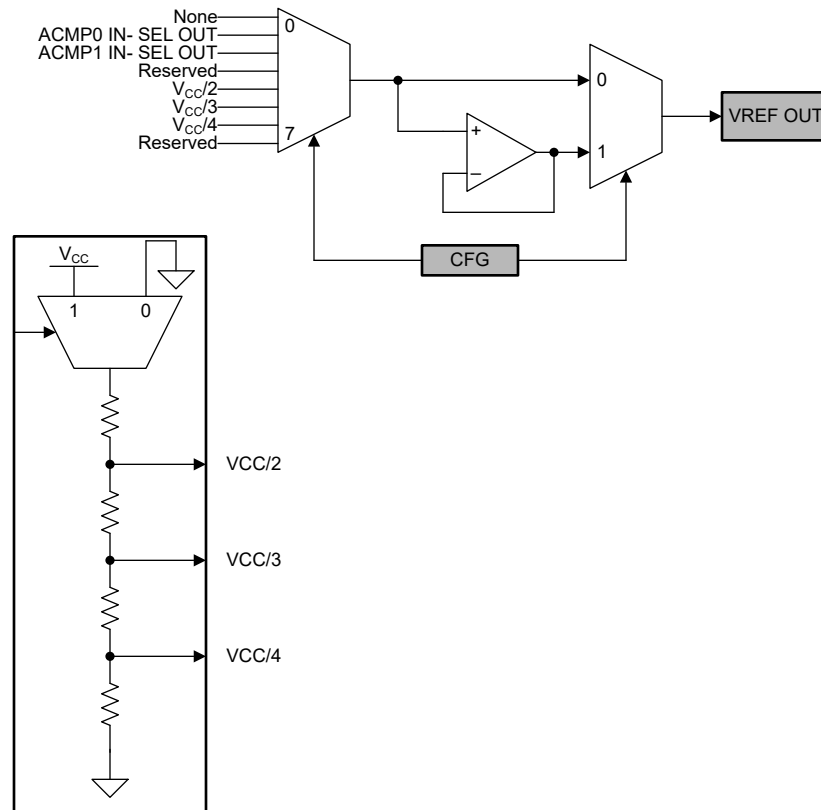 None
ACMP0 IN- SEL OUT
ACMP1 IN- SEL OUT
Reserved
VCC/2
VCC/3
VCC/4
Reserved
0
7
+
–
0
1
VREF OUT
CFG
VCC
1
0
VCC/2
VCC/3
VCC/4